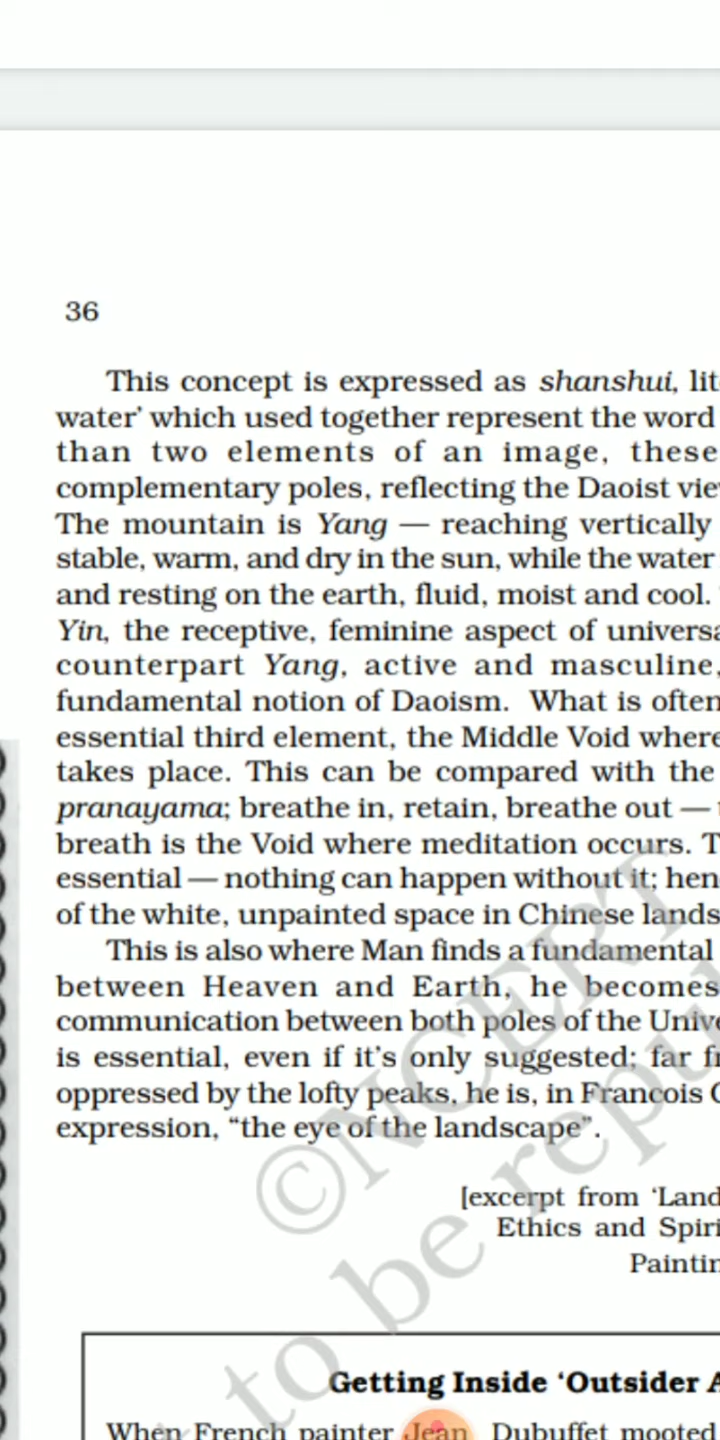 36
This concept is expressed as shanshui, lit
water' which used together represent the word
than two elements of an image, these
complementary poles, reflecting the Daoist vie
The mountain is Yang — reaching vertically
stable, warm, and dry in the sun, while the water
and resting on the earth, fluid, moist and cool.
Yin, the receptive, feminine aspect of universa
counterpart Yang, active and masculine,
fundamental notion of Daoism. What is often
essential third element, the Middle Void where
takes place. This can be compared with the
pranayama; breathe in, retain, breathe out —
breath is the Void where meditation occurs. T
essential — nothing can happen without it; hen
of the white, unpainted space in Chinese lands
This is also where Man finds a fundamental
between Heaven and Earth, he becomes
communication between both poles of the Unive
is essential, even if it's only suggested; far fr
oppressed by the lofty peaks, he is, in Francois C
expression, “the eye of the landscape”.
[excerpt from ‘Land
Ethics and Spiri
Paintin
Getting Inside ‘Outsider A
When French painter Jean Dubuffet mooted
©NCERT
to be repu